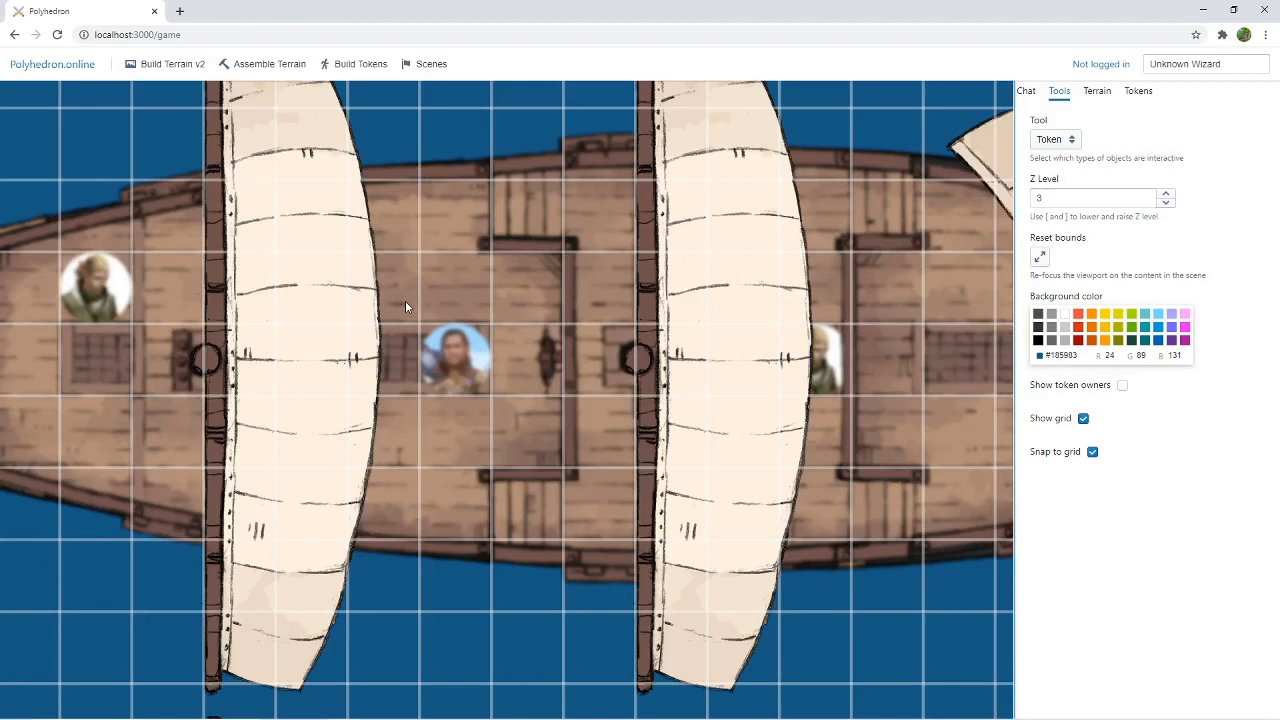 Polyhedron
localhost:3000/game
Polyhedron.online Build Terrain v2 Assemble Terrain Build Tokens Scenes Not logged in Unknown Wizard
Chat Tools Terrain Tokens
Tool
Token
Select which types of objects are interactive
Z Level
3
Use [ and ] to lower and raise Z level
Reset bounds
Re-focus the viewport on the content in the scene
Background color
#185983 R 24 G 89 B 131
Show token owners
Show grid
Snap to grid